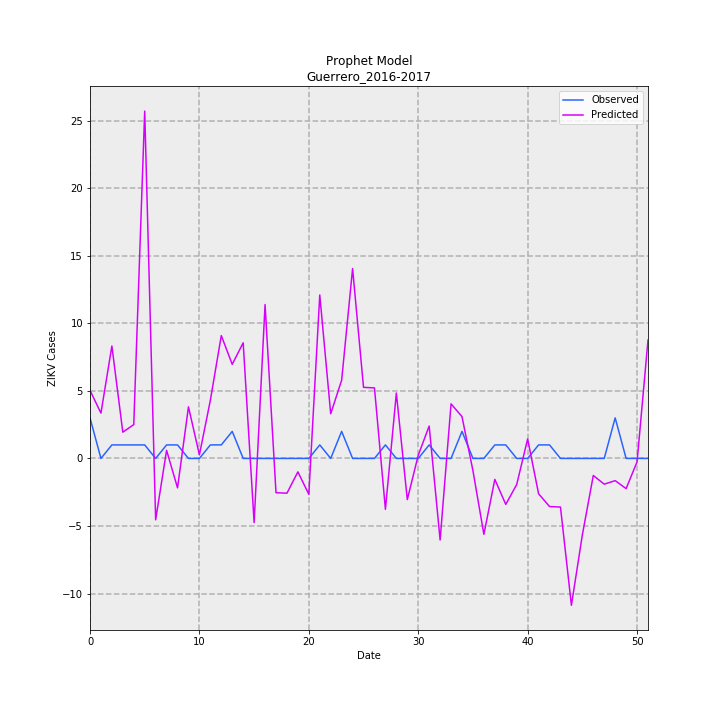 Prophet Model
Guerrero_2016-2017
Observed
Predicted
25
20
15
10
5
0
−5
−10
ZIKV Cases
0 10 20 30 40 50
Date